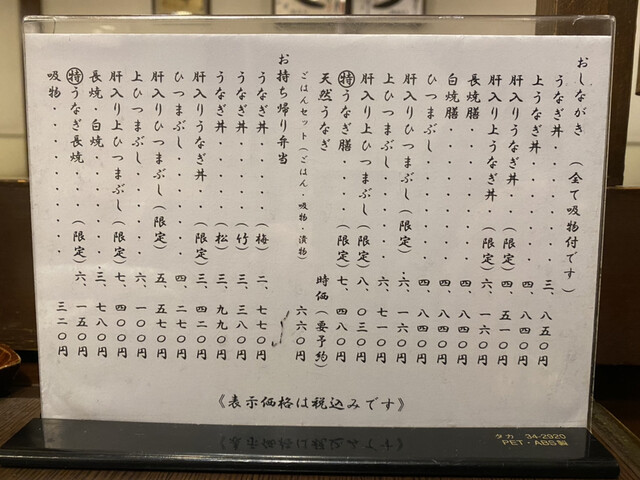 おしながき (全て吸物付です)
うなぎ丼・・・・・・・・三、八五〇円
上うなぎ丼・・・・・・・四、八四〇円
肝入りうなぎ丼・・(限定)四、五一〇円
肝入り上うなぎ丼・(限定)六、一六〇円
長焼膳・・・・・・・・・四、八四〇円
白焼膳・・・・・・・・・四、八四〇円
ひつまぶし・・・・・・・四、八四〇円
肝入りひつまぶし・(限定)六、一六〇円
上ひつまぶし・・・・・・六、七一〇円
肝入り上ひつまぶし(限定)八、〇三〇円
㊕うなぎ膳・・・・(限定)七、四八〇円
天然うなぎ 時価(要予約)
ごはんセット(ごはん・吸物・漬物) 六六〇円
お持ち帰り弁当
うなぎ丼・・・・・(梅)二、七七〇円
うなぎ丼・・・・・(竹)三、三八〇円
うなぎ丼・・・・・(松)三、九九〇円
肝入りうなぎ丼・・(限定)三、四二〇円
ひつまぶし・・・・・・・四、二七〇円
肝入りひつまぶし・(限定)五、五七〇円
上ひつまぶし・・・・・・六、一〇〇円
肝入り上ひつまぶし(限定)七、四〇〇円
長焼・白焼・・・・・・・三、七八〇円
㊕うなぎ長焼・・・(限定)六、一五〇円
吸物・・・・・・・・・・三二〇円
《表示価格は税込みです》
タカ 34-2920
PET・ABS製